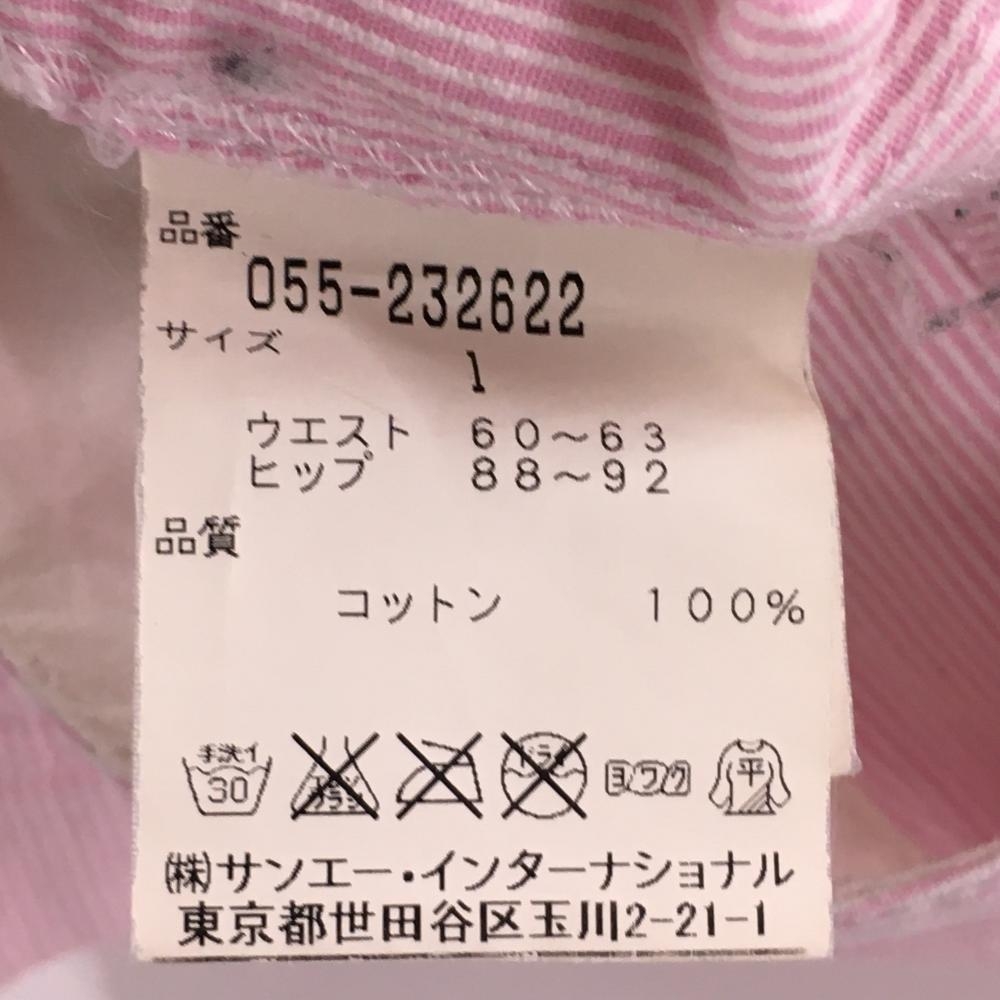 品番
055-232622
サイズ
1
ウエスト 60～63
ヒップ 88～92
品質
コットン 100%
手洗イ 30 ドライ ヨワク 平
㈱サンエー・インターナショナル
東京都世田谷区玉川2-21-1